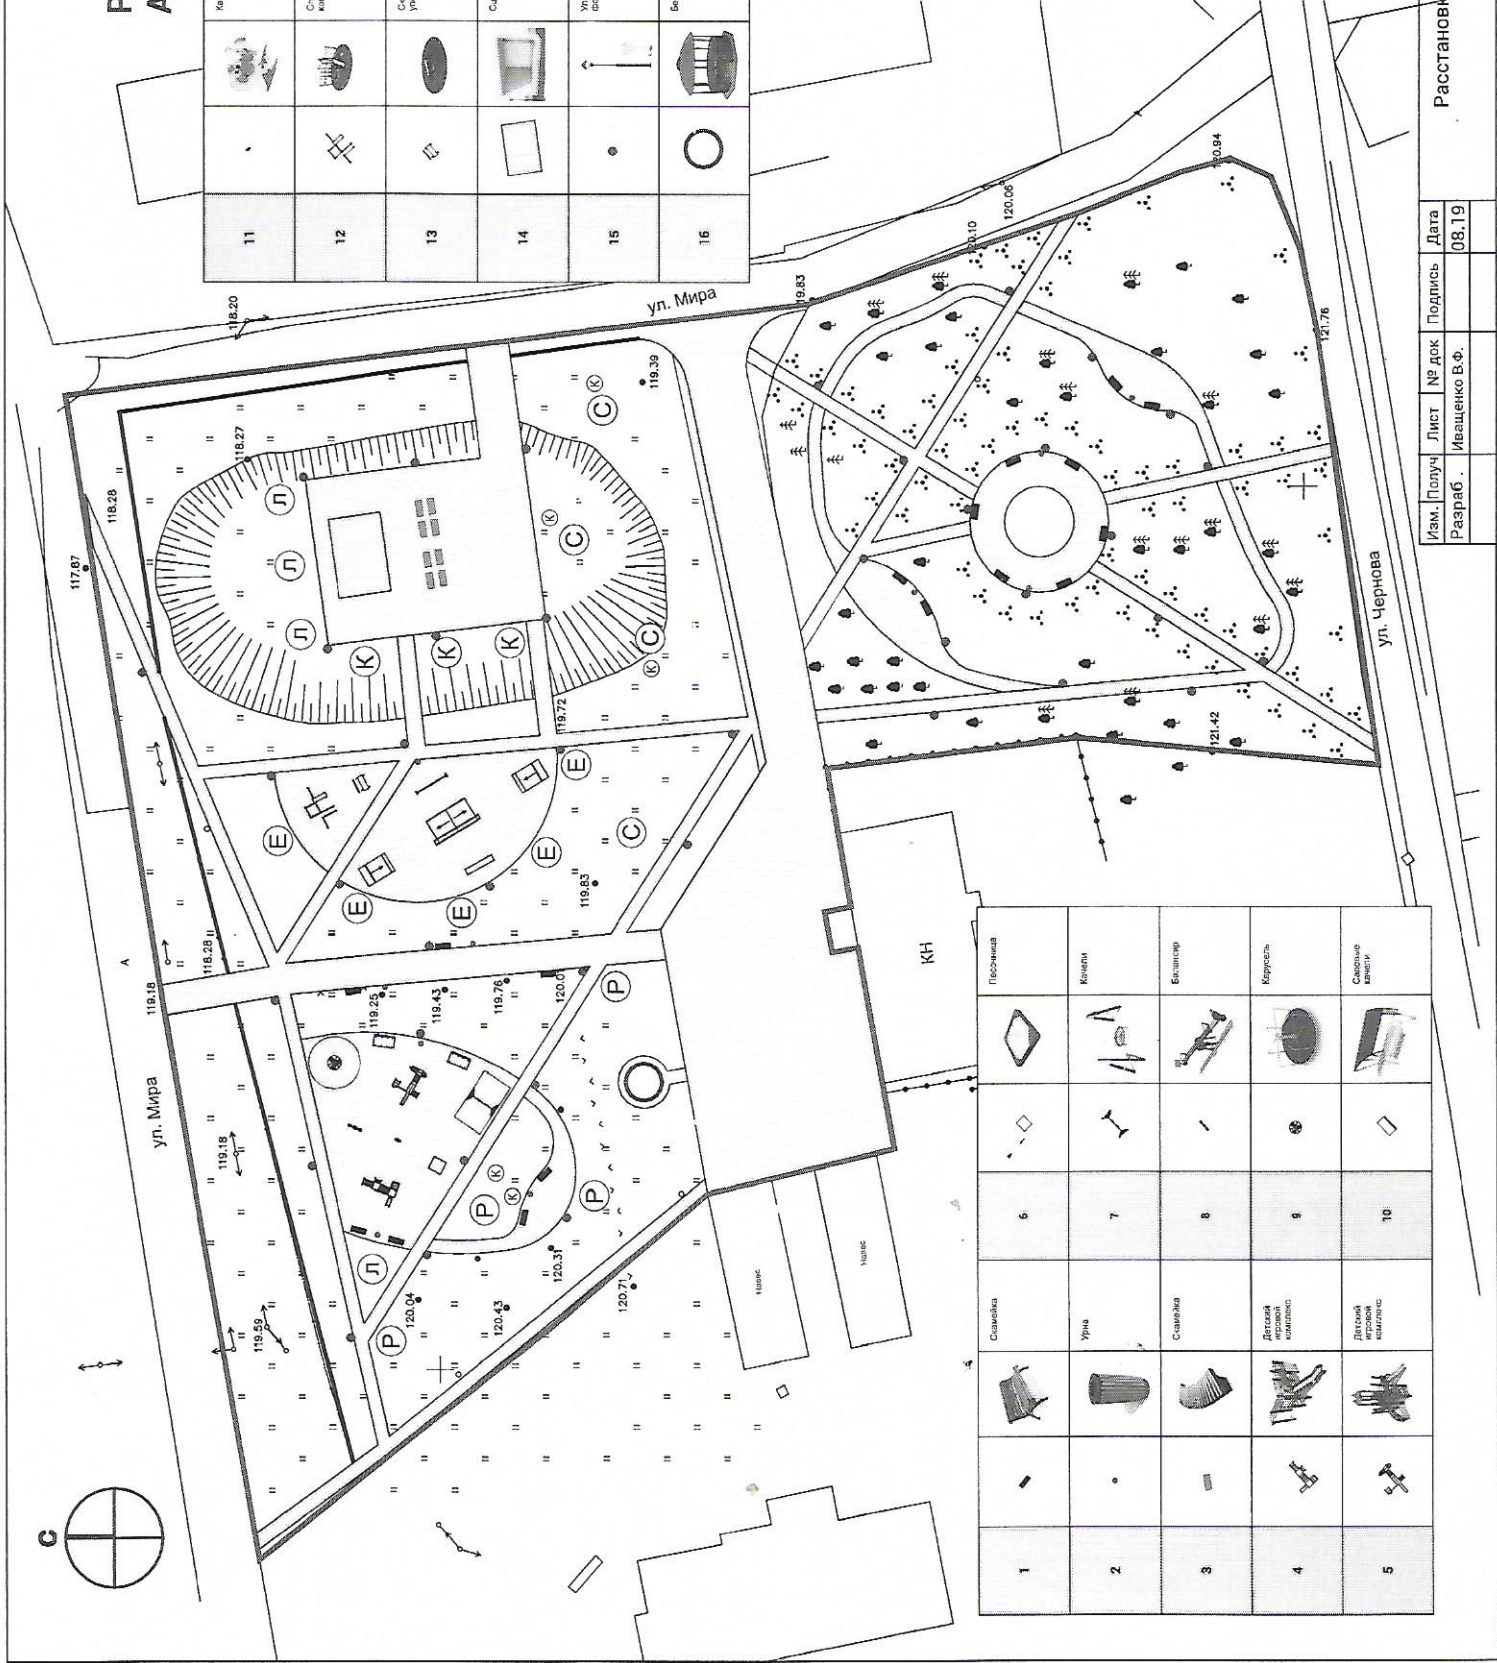 С
ул. Мира
ул. Мира
ул. Чернова
КН
Навес
Навес
А
118.20
118.27
118.28
117.87
119.39
119.72
119.83
118.28
119.18
119.25
119.43
119.76
119.18
119.59
120.04
120.43
120.31
120.71
19.83
120.06
120.94
121.76
121.42
Л
Л
Л
К
К
К
С
К
С
К
С
К
С
Е
Е
Е
Е
Е
Р
Р
Р
К
К
Л
Р
11
12
13
14
15
16
1 Скамейка
2 Урна
3 Скамейка
4 Детский
игровой
комплекс
5 Детский
игровой
комплекс
6 Песочница
7 Качели
8 Балансир
9 Карусель
10 Садовые
качели
Изм. Получ Лист № док Подпись Дата
Разраб. Иващенко В.Ф. 08.19